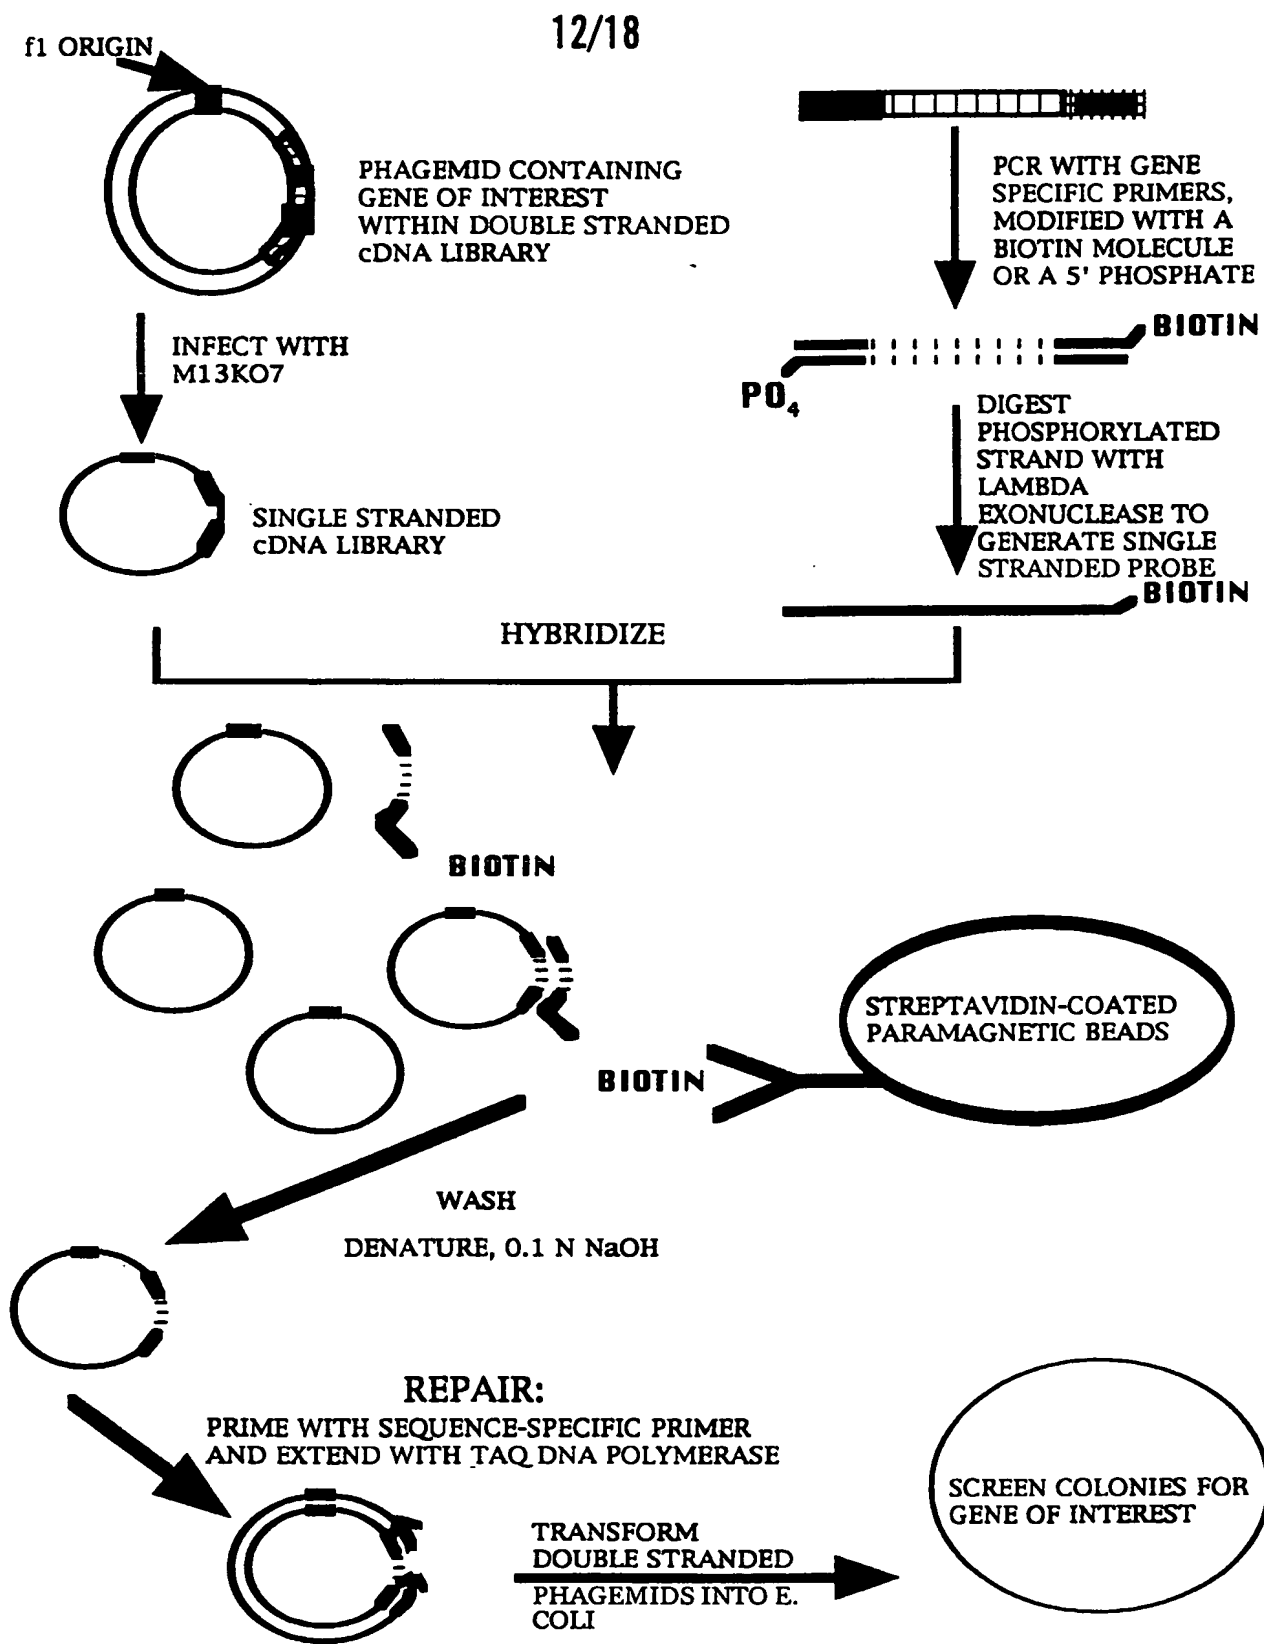 12/18
f1 ORIGIN
PHAGEMID CONTAINING
GENE OF INTEREST
WITHIN DOUBLE STRANDED
cDNA LIBRARY
INFECT WITH
M13KO7
SINGLE STRANDED
cDNA LIBRARY
PCR WITH GENE
SPECIFIC PRIMERS,
MODIFIED WITH A
BIOTIN MOLECULE
OR A 5' PHOSPHATE
BIOTIN
PO4
DIGEST
PHOSPHORYLATED
STRAND WITH
LAMBDA
EXONUCLEASE TO
GENERATE SINGLE
STRANDED PROBE
BIOTIN
HYBRIDIZE
BIOTIN
STREPTAVIDIN-COATED
PARAMAGNETIC BEADS
BIOTIN
WASH
DENATURE, 0.1 N NaOH
REPAIR:
PRIME WITH SEQUENCE-SPECIFIC PRIMER
AND EXTEND WITH TAQ DNA POLYMERASE
TRANSFORM
DOUBLE STRANDED
PHAGEMIDS INTO E.
COLI
SCREEN COLONIES FOR
GENE OF INTEREST